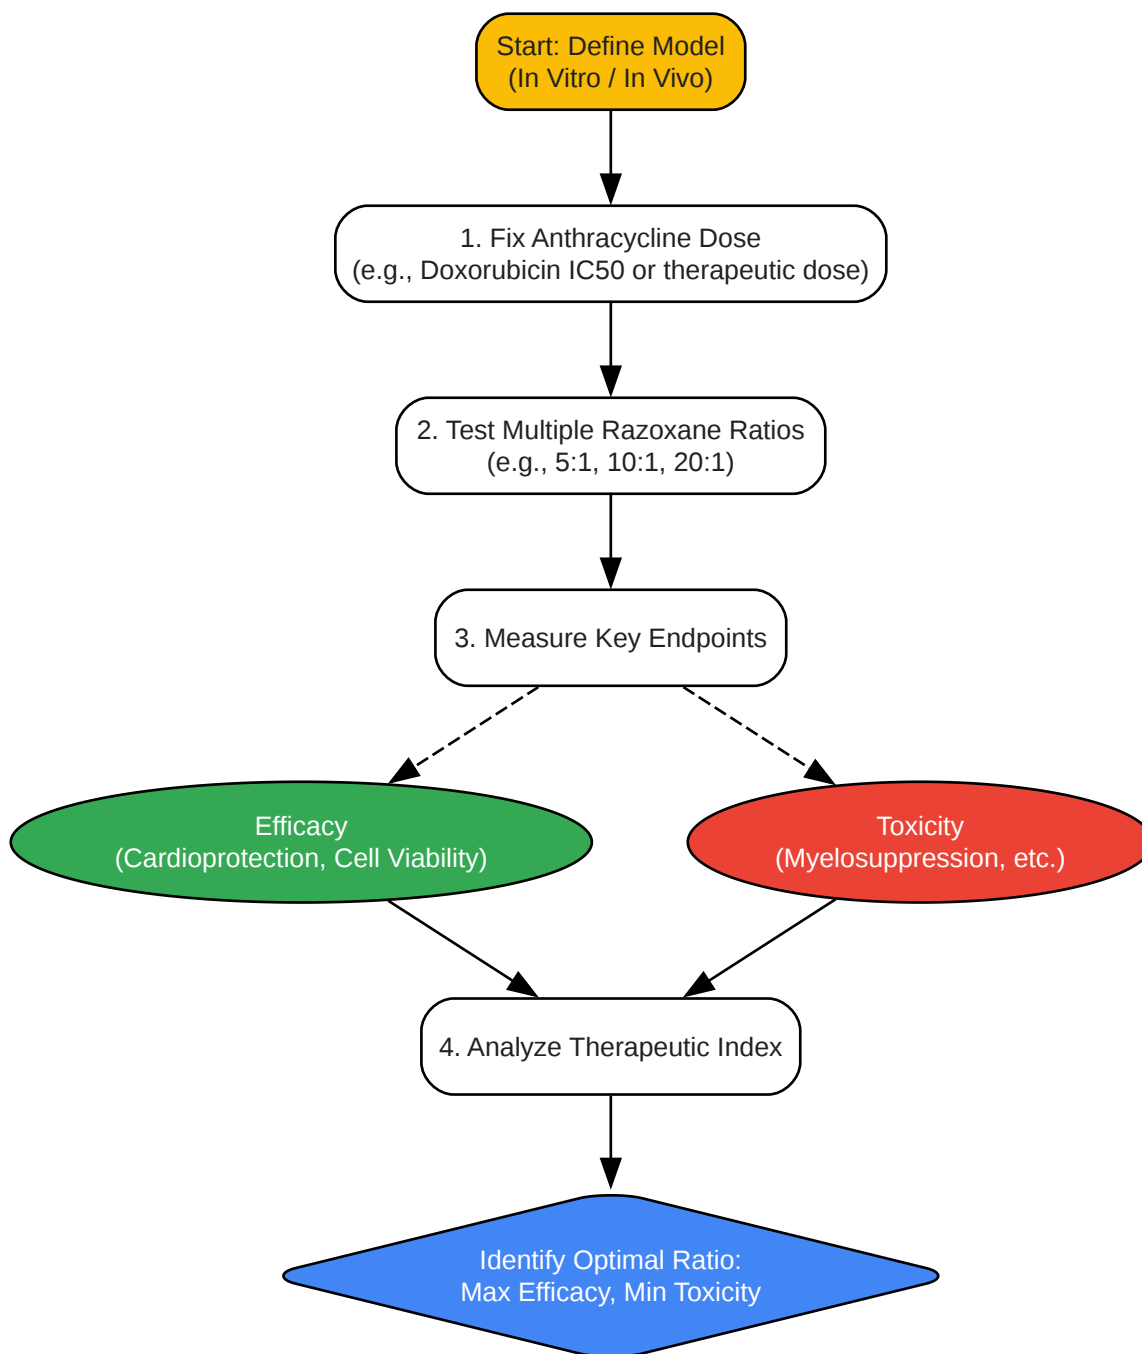 Start: Define Model
(In Vitro / In Vivo)
1. Fix Anthracycline Dose
(e.g., Doxorubicin IC50 or therapeutic dose)
2. Test Multiple Razoxane Ratios
(e.g., 5:1, 10:1, 20:1)
3. Measure Key Endpoints
Efficacy
(Cardioprotection, Cell Viability)
Toxicity
(Myelosuppression, etc.)
4. Analyze Therapeutic Index
Identify Optimal Ratio:
Max Efficacy, Min Toxicity